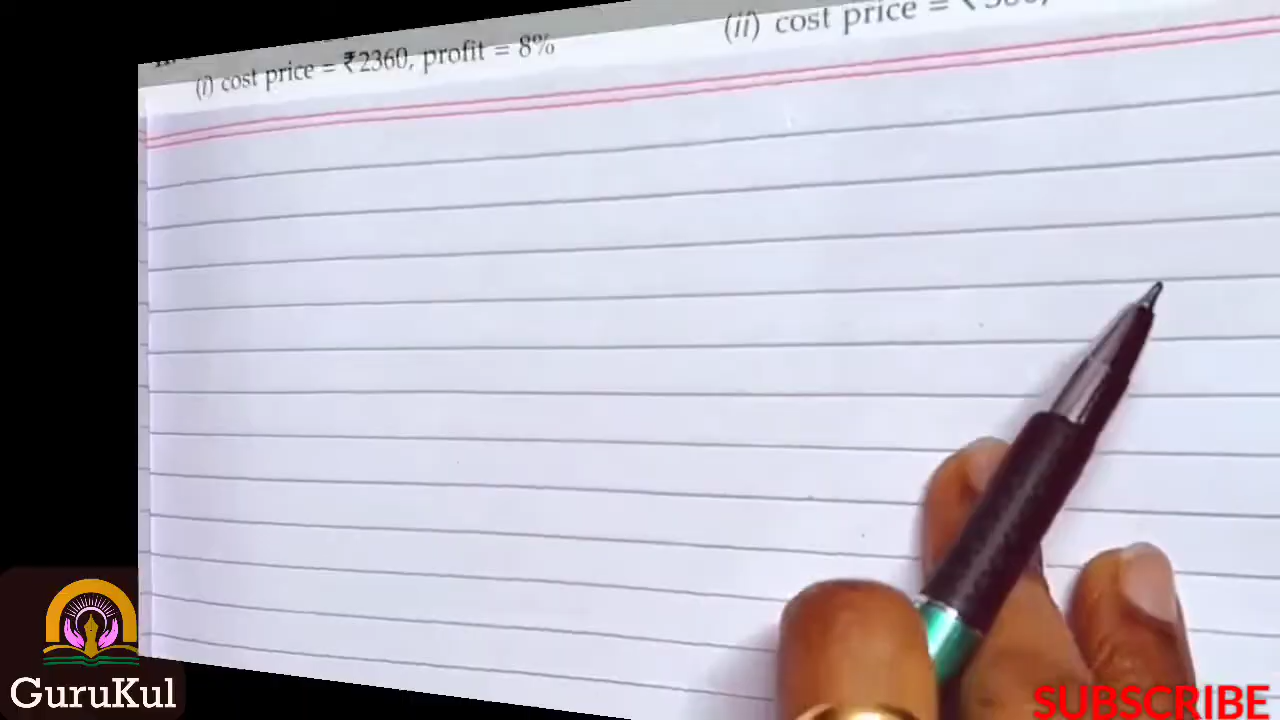 (i) cost price = ₹2360, profit = 8%
(ii) cost price = ₹
GuruKul
SUBSCRIBE